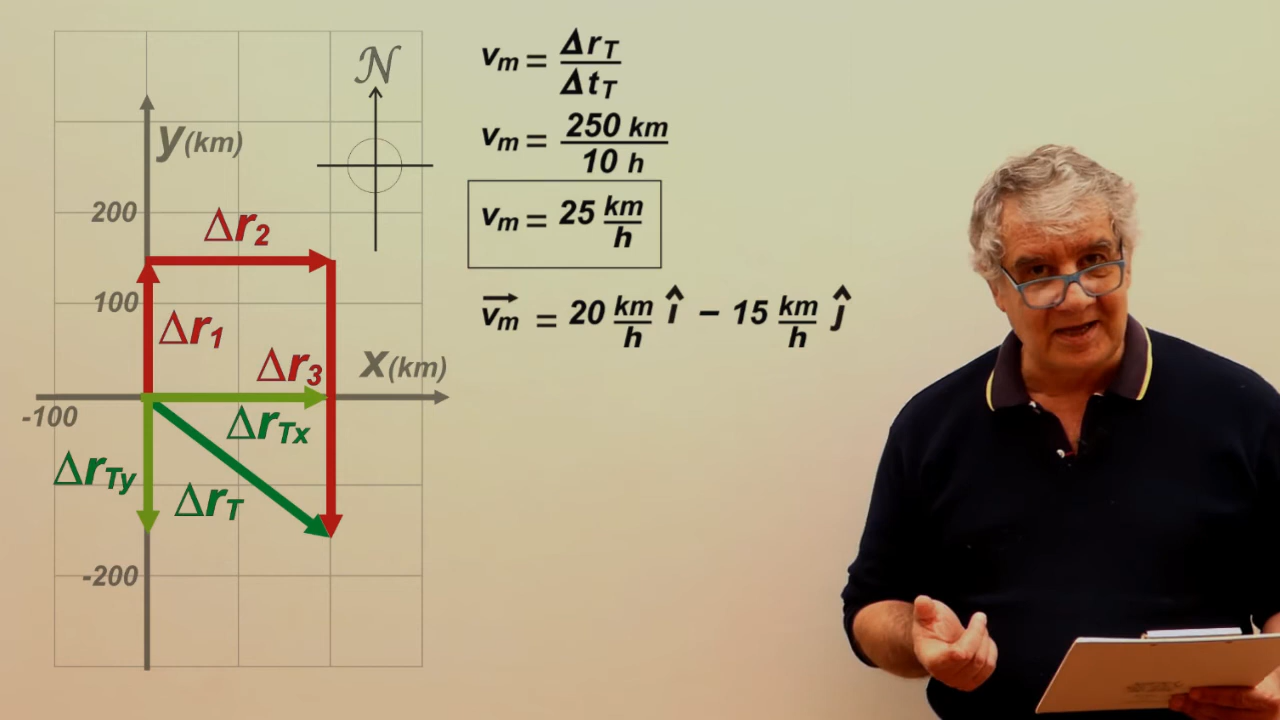 N
y(km)
200
Δr2
100
Δr1
Δr3
x(km)
-100
ΔrTx
ΔrTy
ΔrT
-200
vm = ΔrT / ΔtT
vm = 250 km / 10 h
vm = 25 km / h
v⃗m = 20 km / h î – 15 km / h ĵ